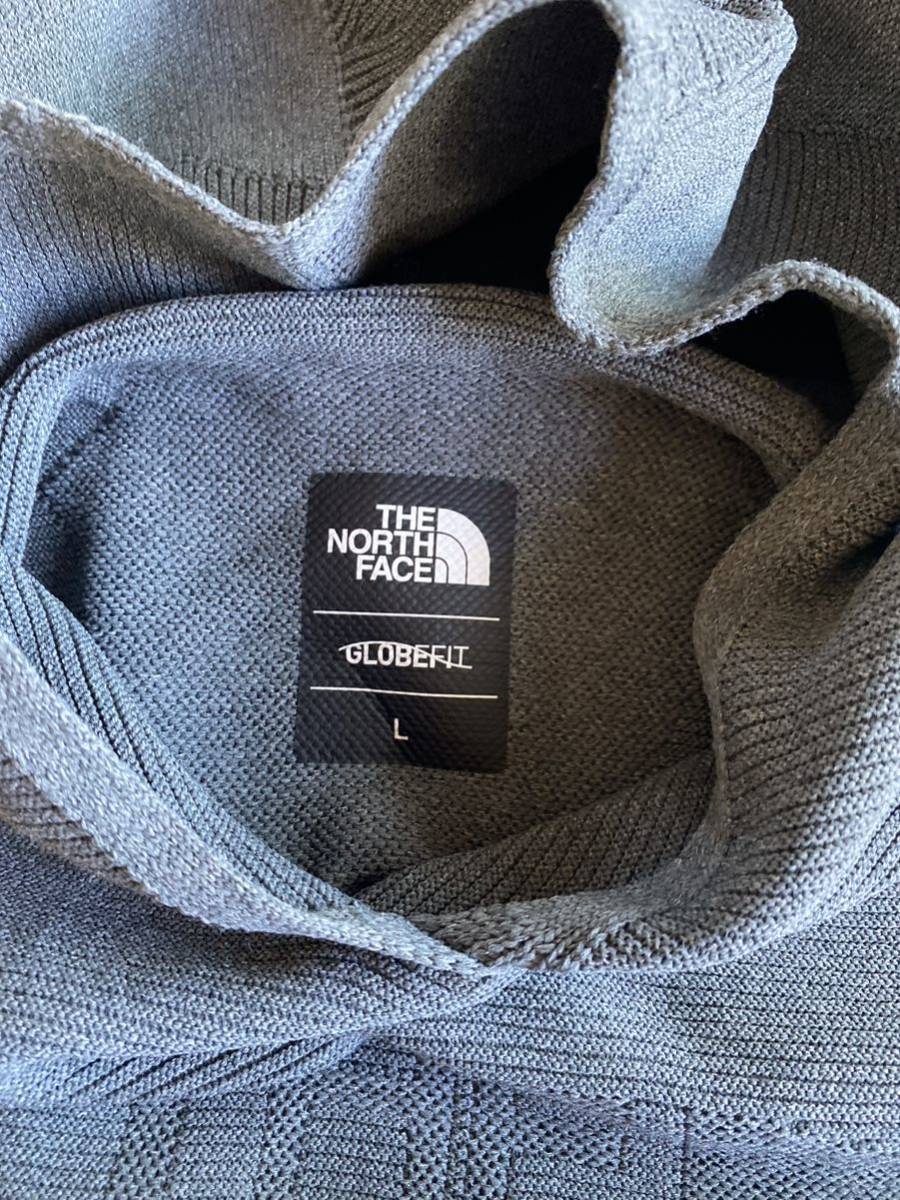 THE
NORTH
FACE
GLOBEFIT
L